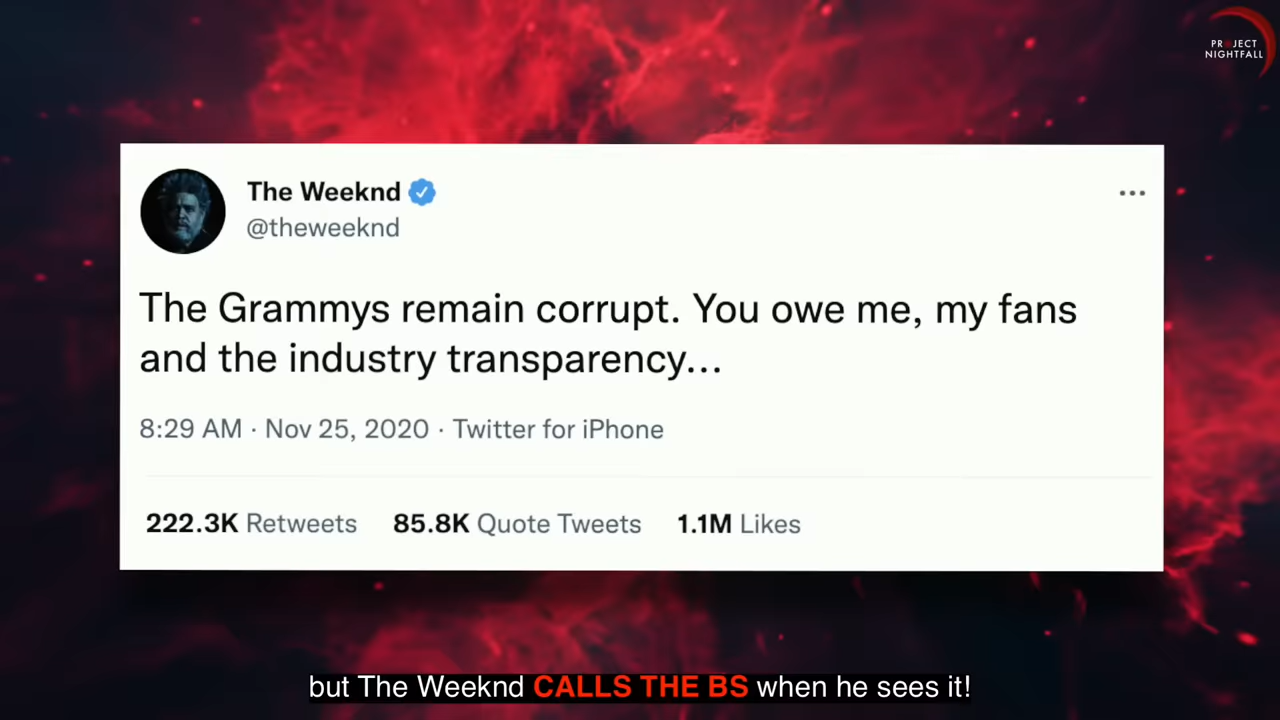 PROJECT
NIGHTFALL
The Weeknd
@theweeknd
The Grammys remain corrupt. You owe me, my fans
and the industry transparency...
8:29 AM · Nov 25, 2020 · Twitter for iPhone
222.3K Retweets 85.8K Quote Tweets 1.1M Likes
but The Weeknd CALLS THE BS when he sees it!